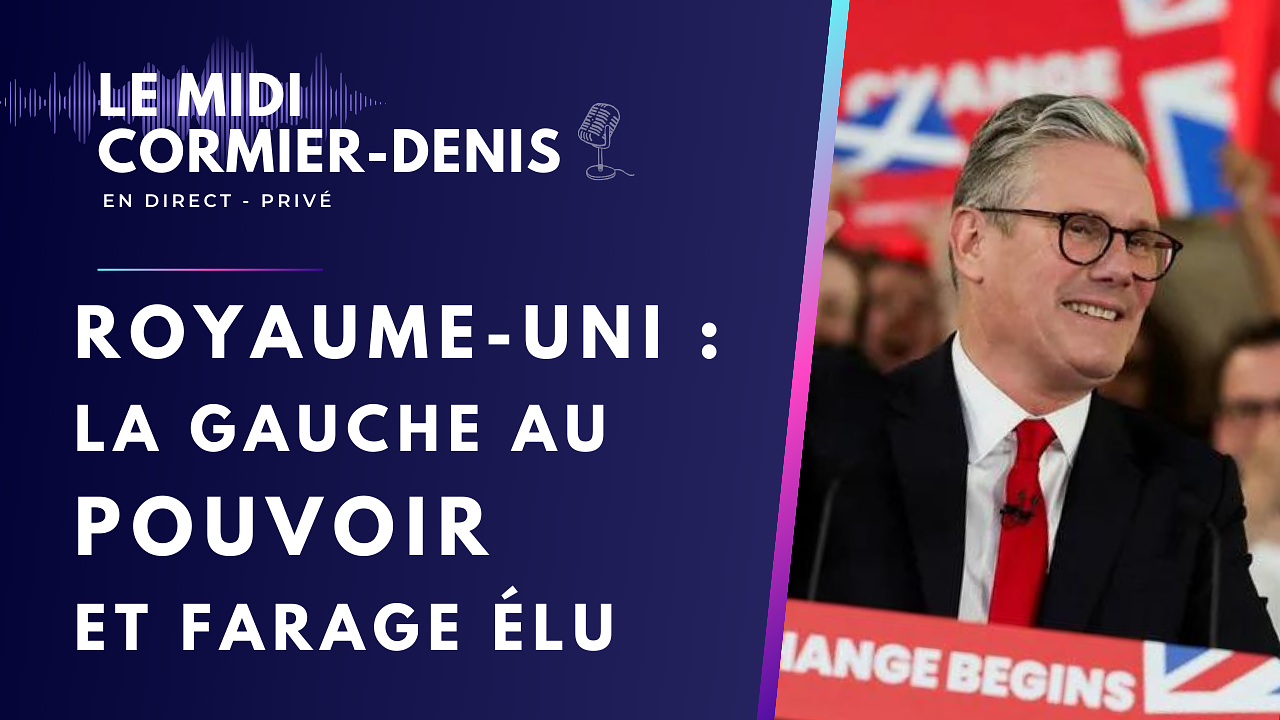 LE MIDI
CORMIER-DENIS
EN DIRECT - PRIVÉ
ROYAUME-UNI :
LA GAUCHE AU
POUVOIR
ET FARAGE ÉLU
CHANGE
HANGE BEGINS